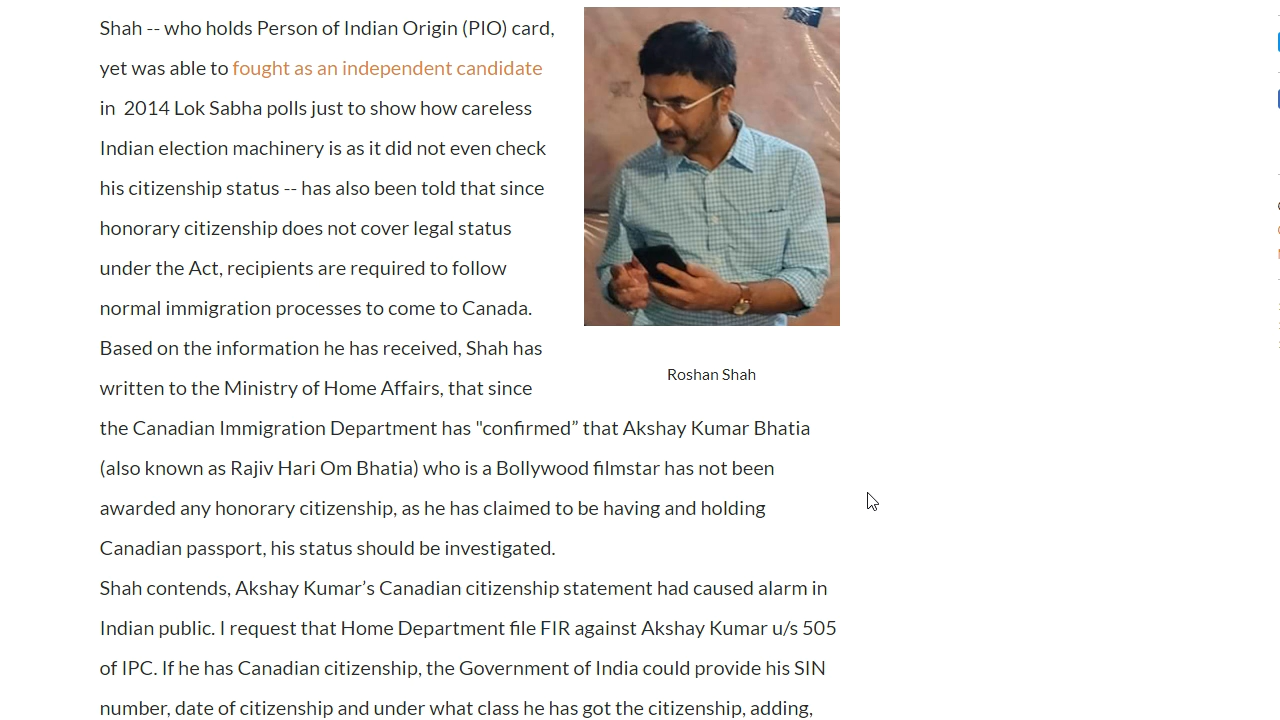 Shah -- who holds Person of Indian Origin (PIO) card,
yet was able to fought as an independent candidate
in  2014 Lok Sabha polls just to show how careless
Indian election machinery is as it did not even check
his citizenship status -- has also been told that since
honorary citizenship does not cover legal status
under the Act, recipients are required to follow
normal immigration processes to come to Canada.
Based on the information he has received, Shah has
written to the Ministry of Home Affairs, that since
Roshan Shah
the Canadian Immigration Department has "confirmed” that Akshay Kumar Bhatia
(also known as Rajiv Hari Om Bhatia) who is a Bollywood filmstar has not been
awarded any honorary citizenship, as he has claimed to be having and holding
Canadian passport, his status should be investigated.
Shah contends, Akshay Kumar’s Canadian citizenship statement had caused alarm in
Indian public. I request that Home Department file FIR against Akshay Kumar u/s 505
of IPC. If he has Canadian citizenship, the Government of India could provide his SIN
number, date of citizenship and under what class he has got the citizenship, adding,